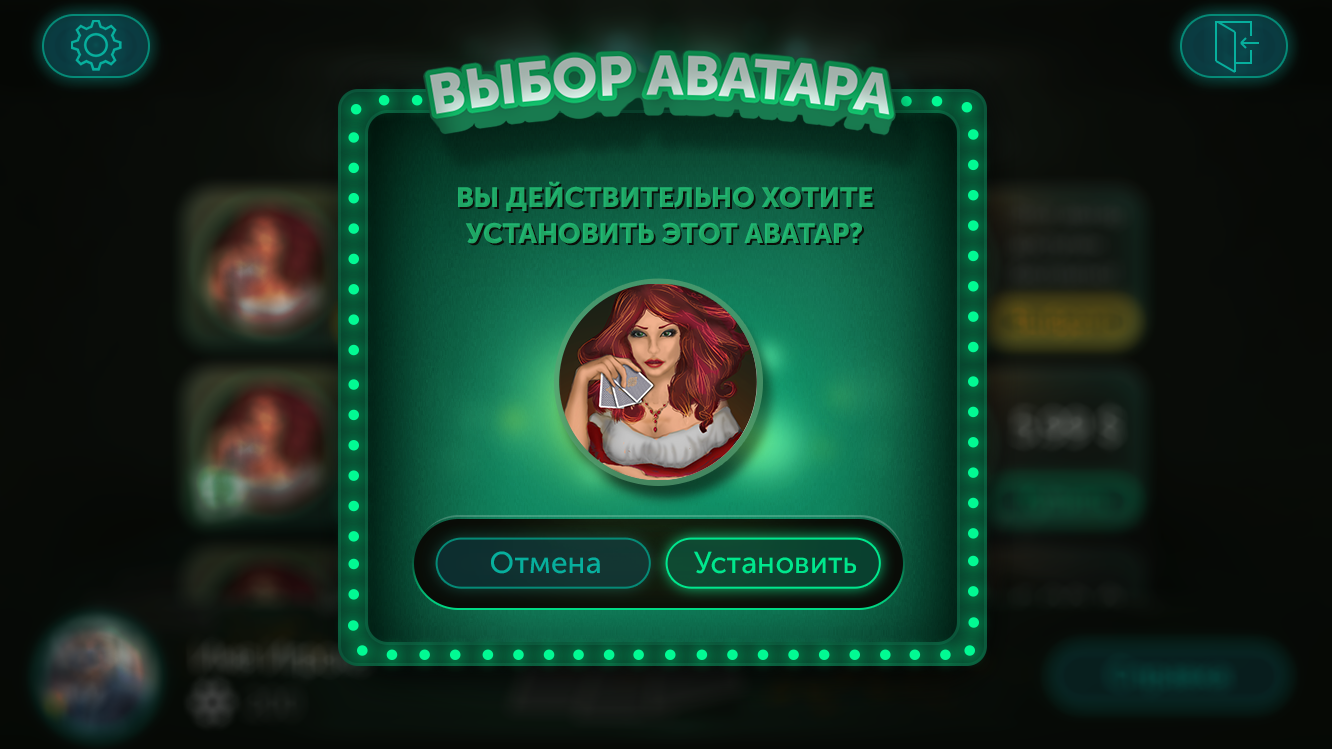 ВЫБОР АВАТАРА
ВЫ ДЕЙСТВИТЕЛЬНО ХОТИТЕ
УСТАНОВИТЬ ЭТОТ АВАТАР?
Отмена
Установить